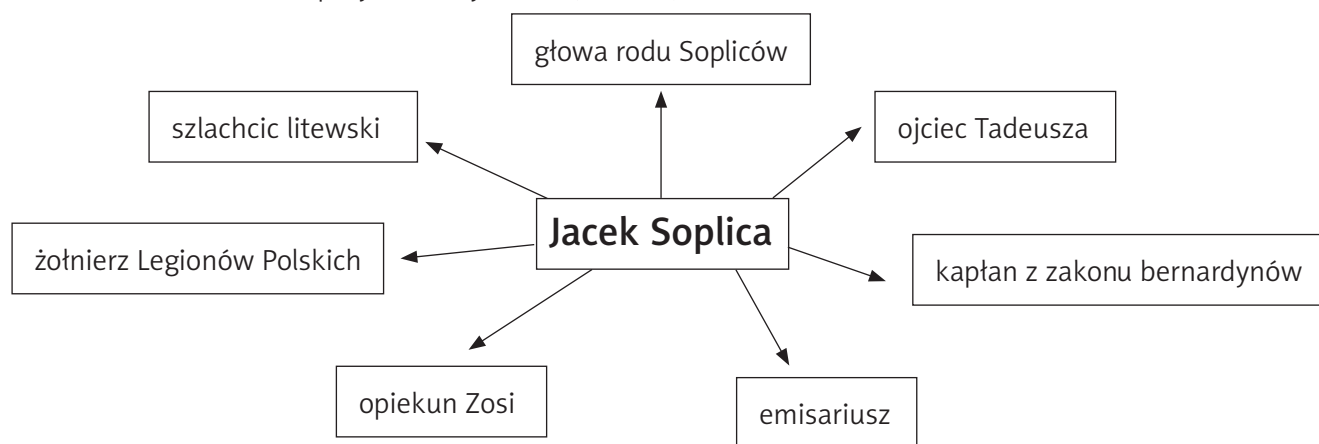 głowa rodu Sopliców
szlachcic litewski
ojciec Tadeusza
Jacek Soplica
żołnierz Legionów Polskich
kapłan z zakonu bernardynów
opiekun Zosi
emisariusz